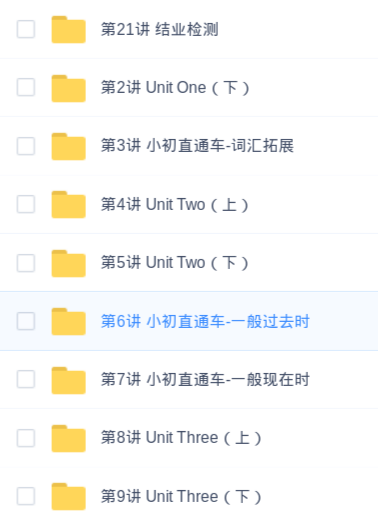 第21讲 结业检测
第2讲 Unit One（下）
第3讲 小初直通车-词汇拓展
第4讲 Unit Two（上）
第5讲 Unit Two（下）
第6讲 小初直通车-一般过去时
第7讲 小初直通车-一般现在时
第8讲 Unit Three（上）
第9讲 Unit Three（下）